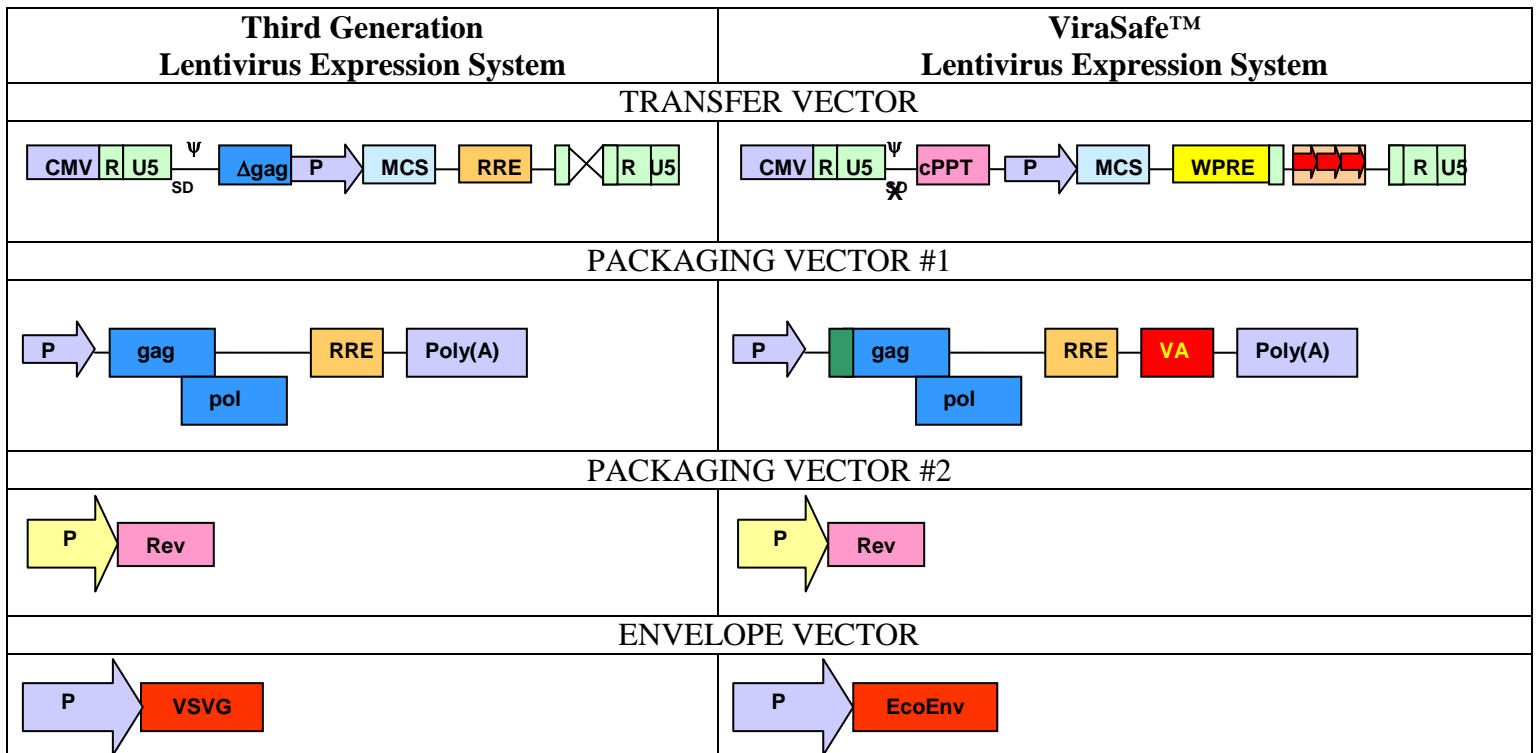 Third Generation
Lentivirus Expression System
ViraSafe™
Lentivirus Expression System
TRANSFER VECTOR
CMV R U5 ψ SD Δgag P MCS RRE R U5
CMV R U5 ψ SD X cPPT P MCS WPRE R U5
PACKAGING VECTOR #1
P gag RRE Poly(A)
pol
P gag RRE VA Poly(A)
pol
PACKAGING VECTOR #2
P Rev
P Rev
ENVELOPE VECTOR
P VSVG
P EcoEnv